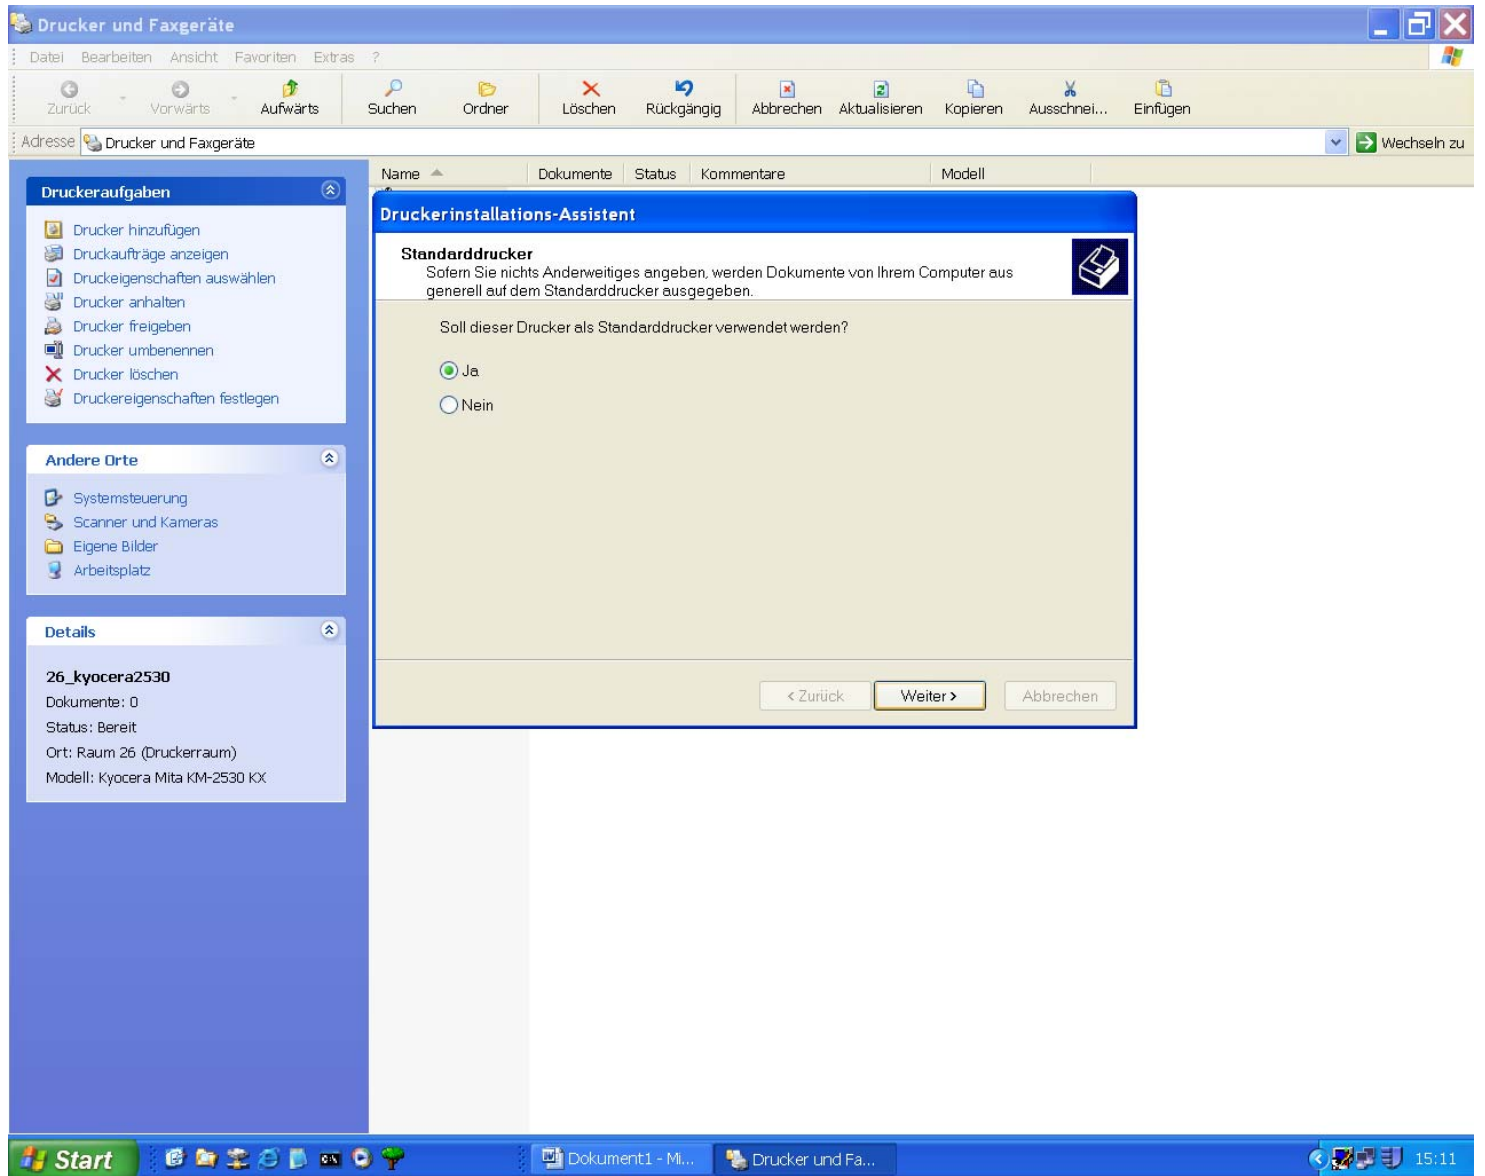 Drucker und Faxgeräte
Datei Bearbeiten Ansicht Favoriten Extras ?
Zurück Vorwärts Aufwärts Suchen Ordner Löschen Rückgängig Abbrechen Aktualisieren Kopieren Ausschnei... Einfügen
Adresse Drucker und Faxgeräte Wechseln zu
Name Dokumente Status Kommentare Modell
Druckeraufgaben
Drucker hinzufügen
Druckaufträge anzeigen
Druckeigenschaften auswählen
Drucker anhalten
Drucker freigeben
Drucker umbenennen
Drucker löschen
Druckereigenschaften festlegen
Andere Orte
Systemsteuerung
Scanner und Kameras
Eigene Bilder
Arbeitsplatz
Details
26_kyocera2530
Dokumente: 0
Status: Bereit
Ort: Raum 26 (Druckerraum)
Modell: Kyocera Mita KM-2530 KX
Druckerinstallations-Assistent
Standarddrucker
Sofern Sie nichts Anderweitiges angeben, werden Dokumente von Ihrem Computer aus
generell auf dem Standarddrucker ausgegeben.
Soll dieser Drucker als Standarddrucker verwendet werden?
Ja
Nein
< Zurück Weiter > Abbrechen
Start Dokument1 - Mi... Drucker und Fa... 15:11